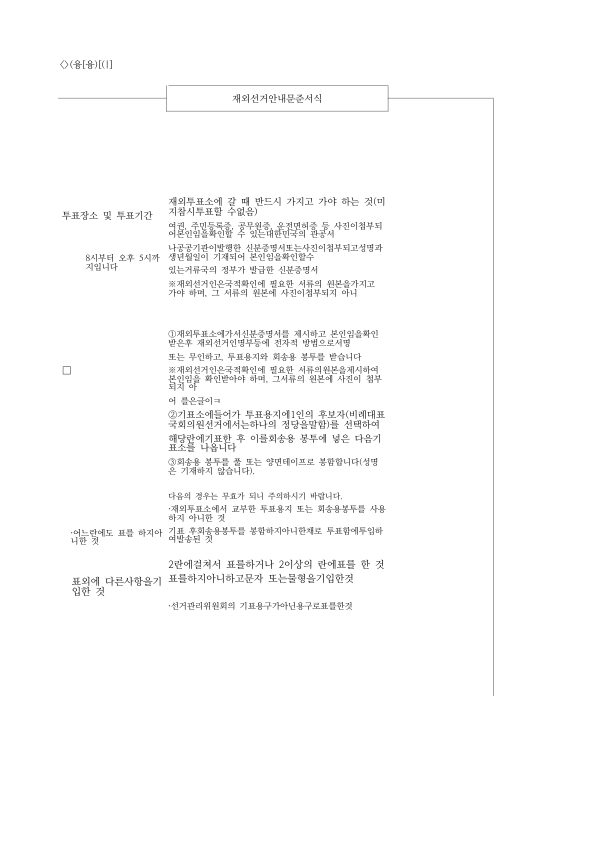 ◇(융[용)[(|]
재외선거안내문준서식
재외투표소에 갈 때 반드시 가지고 가야 하는 것(미
지참시투표할 수없음)
투표장소 및 투표기간
여권, 주민등록증, 공무원증, 운전면허증 등 사진이첨부되
어본인임을확인할 수 있는대한민국의 관공서
나공공기관이발행한 신분증명서또는사진이첨부되고성명과
생년월일이 기재되어 본인임을확인할수
8시부터 오후 5시까
지입니다
있는거류국의 정부가 발급한 신분증명서
※재외선거인은국적확인에 필요한 서류의 원본을가지고
가야 하며, 그 서류의 원본에 사진이첨부되지 아니
①재외투표소에가서신분증명서를 제시하고 본인임을확인
받은후 재외선거인명부등에 전자적 방법으로서명
또는 무인하고, 투표용지와 회송용 봉투를 받습니다
□
※재외선거인은국적확인에 필요한 서류의원본을제시하여
본인임을 확인받아야 하며, 그서류의 원본에 사진이 첨부
되지 아
어 를은글이ㅋ
②기표소에들어가 투표용지에1인의 후보자(비례대표
국회의원선거에서는하나의 정당을말함)를 선택하여
해당란에기표한 후 이를회송용 봉투에 넣은 다음기
표소를 나옵니다
③회송용 봉투를 풀 또는 양면테이프로 봉함합니다(성명
은 기재하지 않습니다).
다음의 경우는 무효가 되니 주의하시기 바랍니다.
·재외투표소에서 교부한 투표용지 또는 회송용봉투를 사용
하지 아니한 것
·어느란에도 표를 하지아
니한 것
기표 후회송용봉투를 봉함하지아니한채로 투표함에투입하
여발송된 것
2란에걸쳐서 표를하거나 2이상의 란에표를 한 것
표외에 다른사항을기
입한 것
표를하지아니하고문자 또는물형을기입한것
·선거관리위원회의 기표용구가아닌용구로표를한것